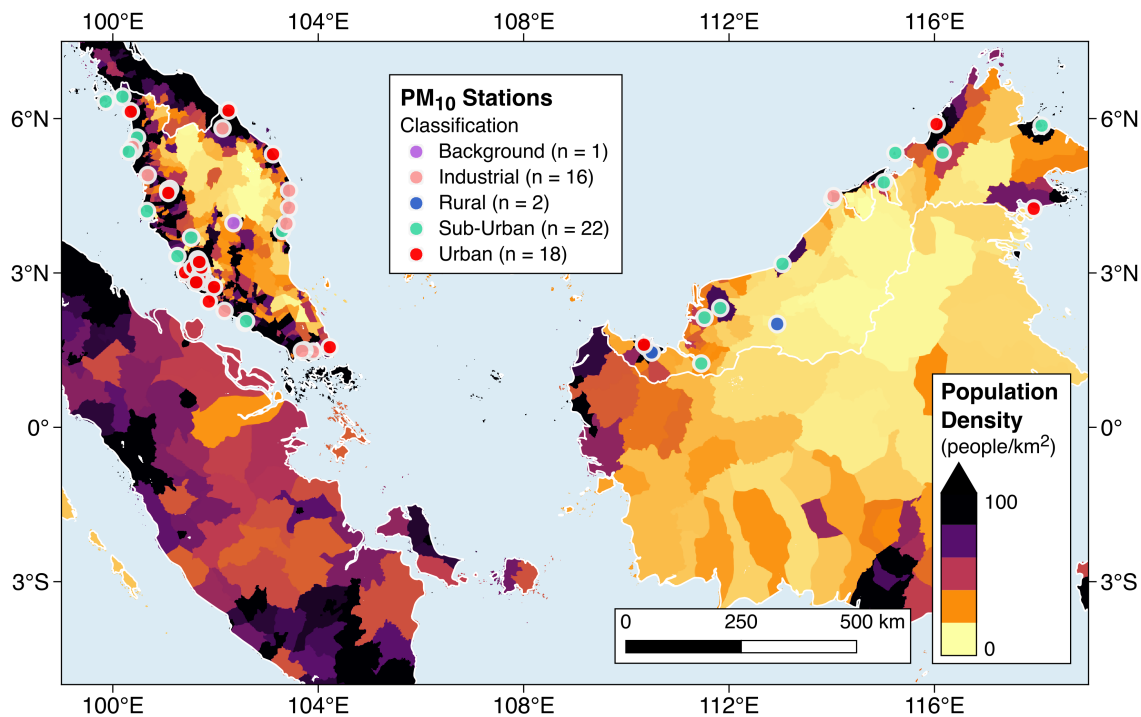 100°E 104°E 108°E 112°E 116°E
PM10 Stations
Classification
Background (n = 1)
Industrial (n = 16)
Rural (n = 2)
Sub-Urban (n = 22)
Urban (n = 18)
6°N 6°N
3°N 3°N
0° 0°
3°S 3°S
Population
Density
(people/km²)
100
0
0 250 500 km
100°E 104°E 108°E 112°E 116°E